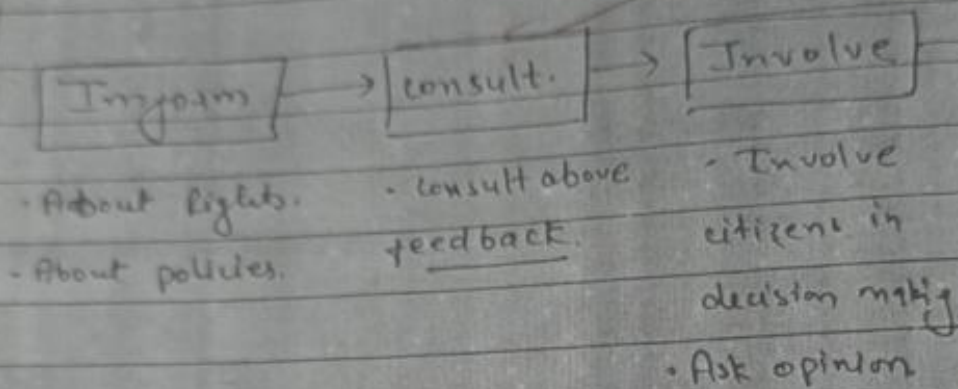 Inform → consult. → Involve
· About Rights.
· About policies.
· consult above
feedback.
· Involve
citizens in
decision making
· Ask opinion